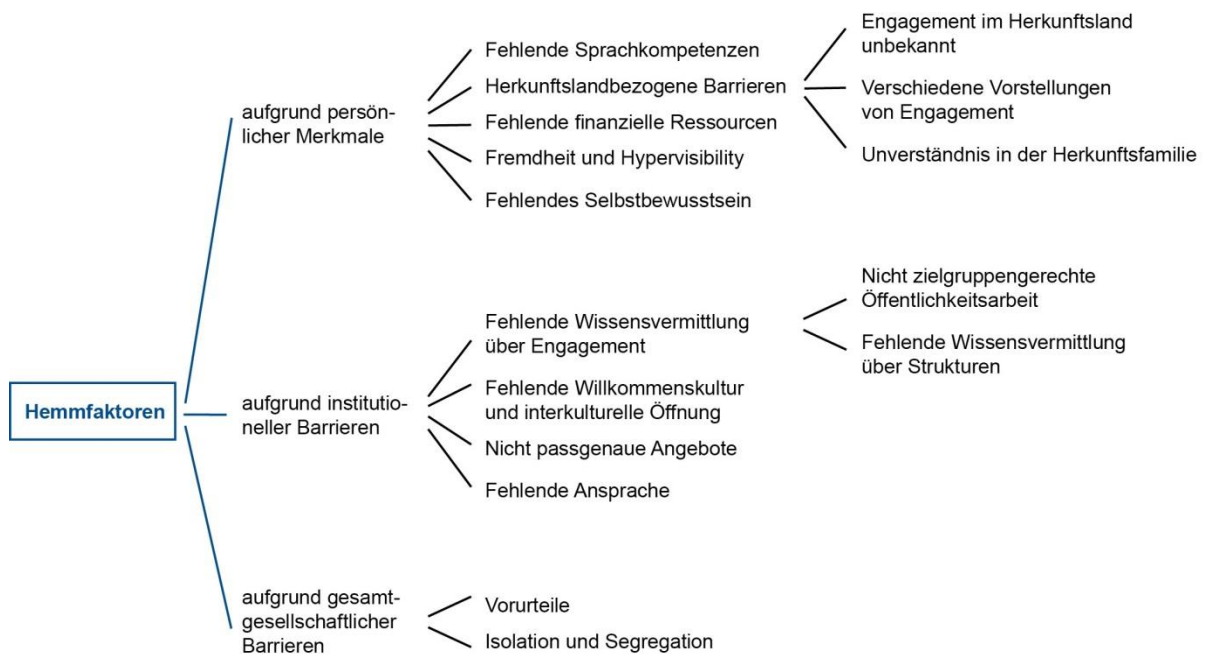 Hemmfaktoren
aufgrund persön-
licher Merkmale
Fehlende Sprachkompetenzen
Herkunftslandbezogene Barrieren
Engagement im Herkunftsland
unbekannt
Verschiedene Vorstellungen
von Engagement
Unverständnis in der Herkunftsfamilie
Fehlende finanzielle Ressourcen
Fremdheit und Hypervisibility
Fehlendes Selbstbewusstsein
aufgrund institutio-
neller Barrieren
Fehlende Wissensvermittlung
über Engagement
Nicht zielgruppengerechte
Öffentlichkeitsarbeit
Fehlende Wissensvermittlung
über Strukturen
Fehlende Willkommenskultur
und interkulturelle Öffnung
Nicht passgenaue Angebote
Fehlende Ansprache
aufgrund gesamt-
gesellschaftlicher
Barrieren
Vorurteile
Isolation und Segregation